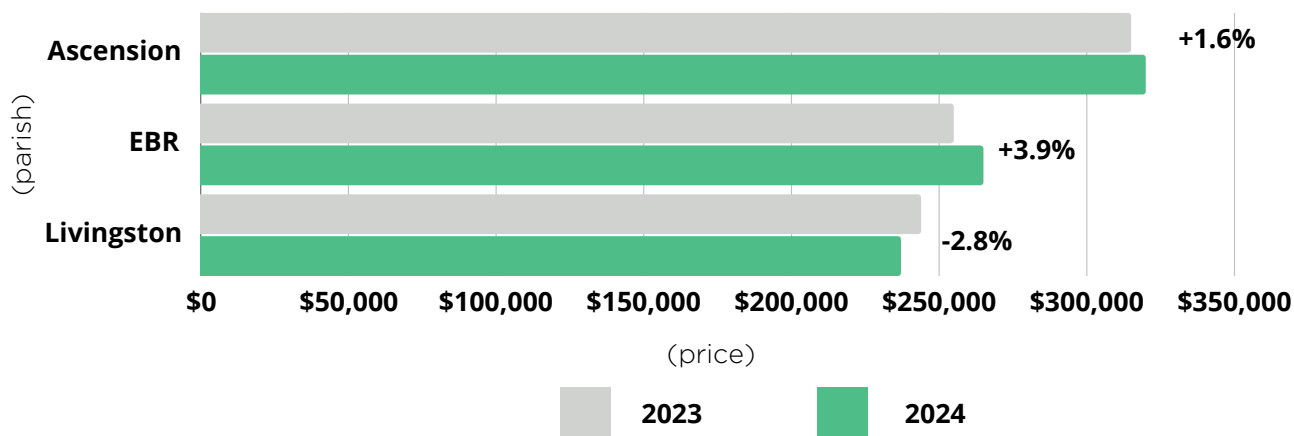 Ascension
+1.6%
(parish)
EBR
+3.9%
Livingston
-2.8%
$0 $50,000 $100,000 $150,000 $200,000 $250,000 $300,000 $350,000
(price)
2023 2024